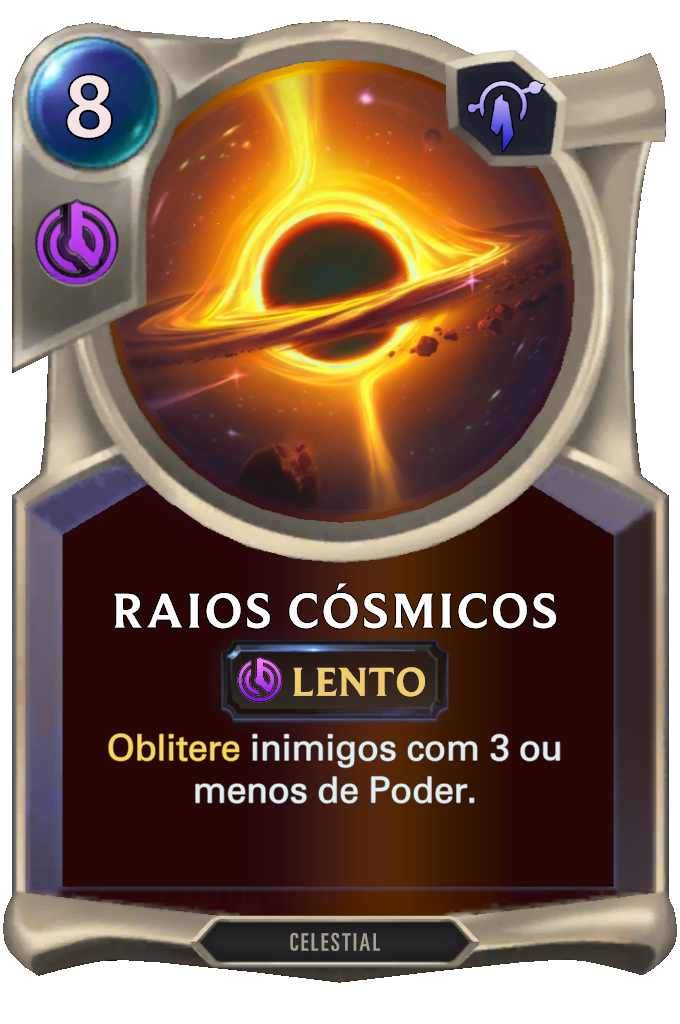 8
RAIOS CÓSMICOS
LENTO
Oblitere inimigos com 3 ou
menos de Poder.
CELESTIAL